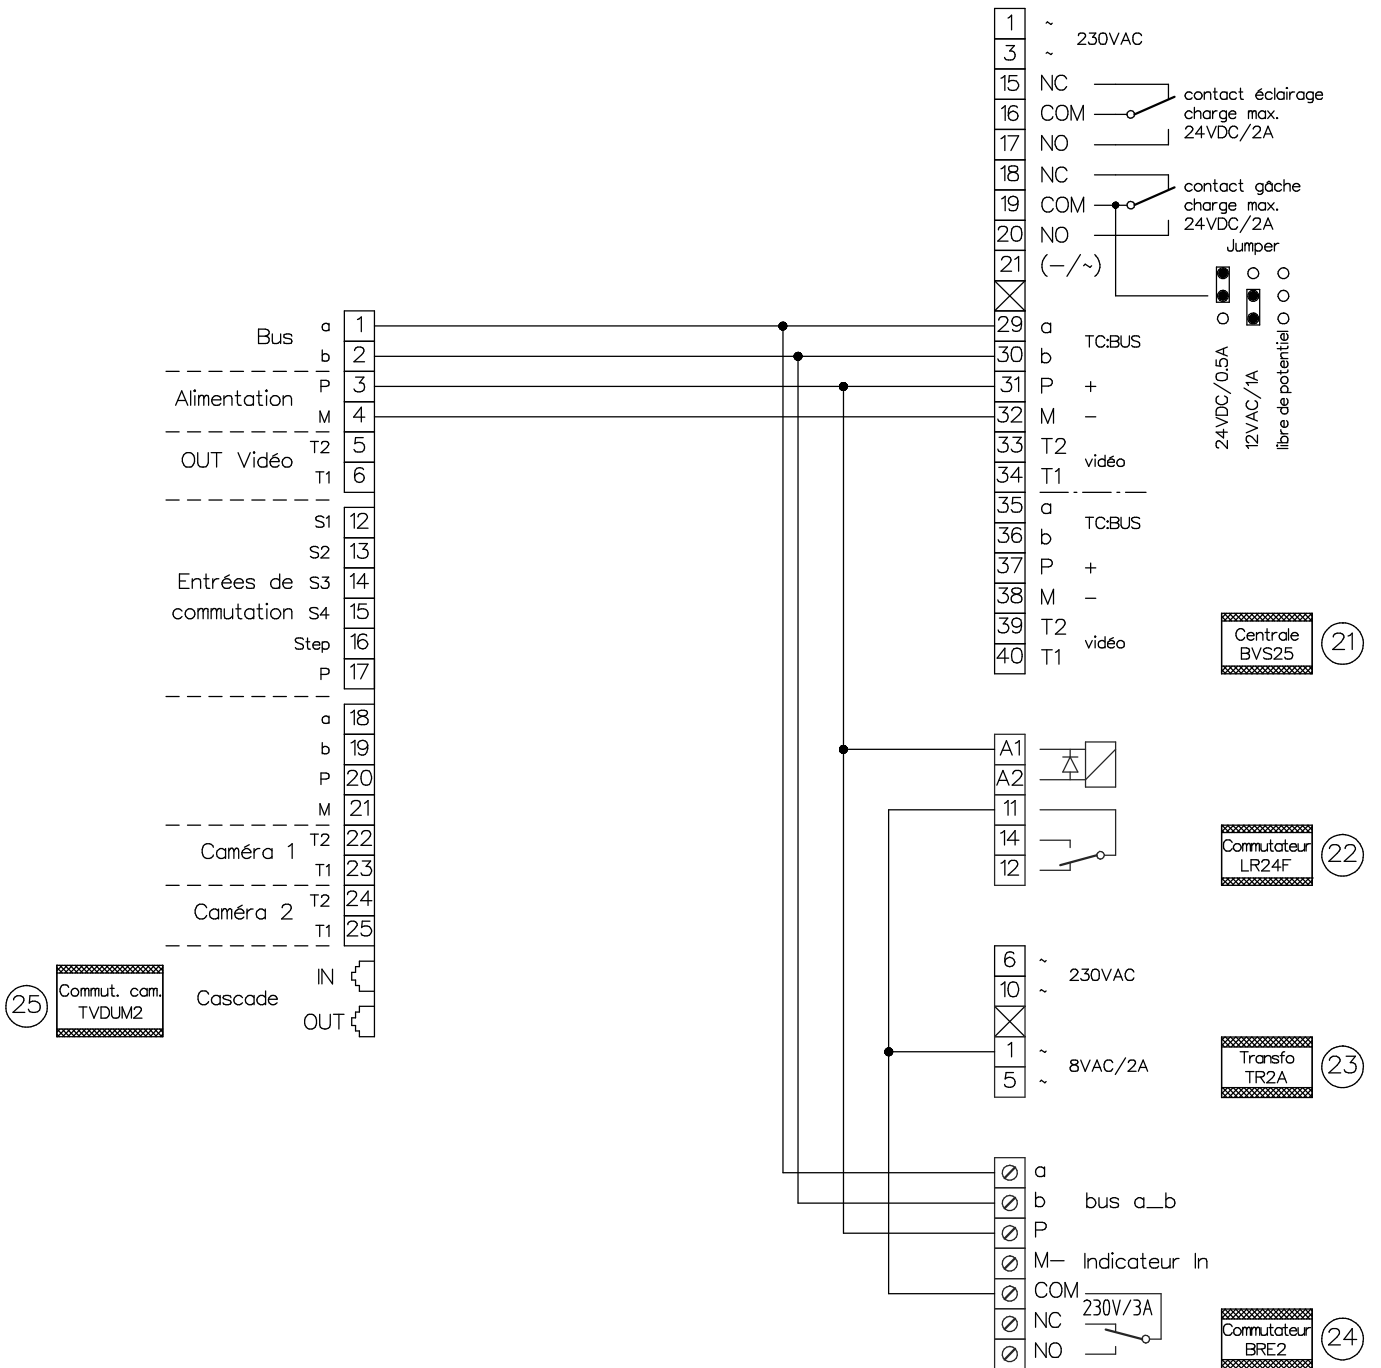 1 ~
230VAC
3 ~
15 NC
contact éclairage
16 COM
charge max.
24VDC/2A
17 NO
18 NC
contact gâche
19 COM
charge max.
24VDC/2A
20 NO
Jumper
21 (-/~)
24VDC/0.5A
12VAC/1A
libre de potentiel
29 a
TC:BUS
30 b
31 P +
32 M -
33 T2
vidéo
34 T1
35 a
TC:BUS
36 b
37 P +
38 M -
39 T2
vidéo
40 T1
Centrale
BVS25
21
Bus
a 1
b 2
Alimentation
P 3
M 4
OUT Vidéo
T2 5
T1 6
S1 12
S2 13
Entrées de S3 14
commutation S4 15
Step 16
P 17
a 18
b 19
P 20
M 21
Caméra 1
T2 22
T1 23
Caméra 2
T2 24
T1 25
IN
Cascade
OUT
25
Commut. cam.
TVDUM2
A1
A2
11
14
12
Commutateur
LR24F
22
6 ~
230VAC
10 ~
1 ~
8VAC/2A
5 ~
Transfo
TR2A
23
a
b bus a_b
P
M- Indicateur In
COM
230V/3A
NC
NO
Commutateur
BRE2
24